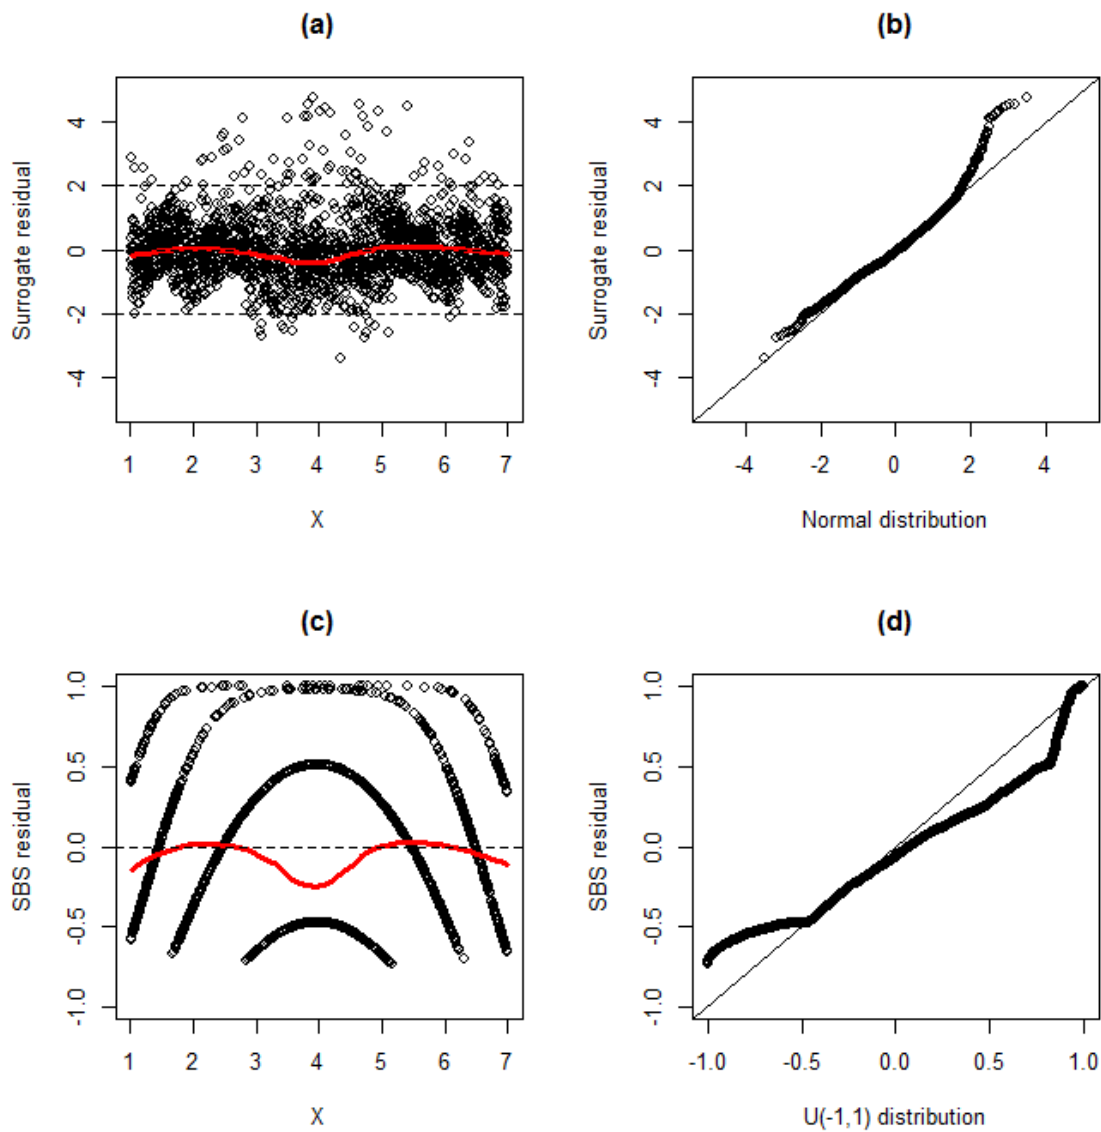 (a)
Surrogate residual
4
2
0
-2
-4
1 2 3 4 5 6 7
X
(b)
Surrogate residual
4
2
0
-2
-4
-4 -2 0 2 4
Normal distribution
(c)
SBS residual
1.0
0.5
0.0
-0.5
-1.0
1 2 3 4 5 6 7
X
(d)
SBS residual
1.0
0.5
0.0
-0.5
-1.0
-1.0 -0.5 0.0 0.5 1.0
U(-1,1) distribution